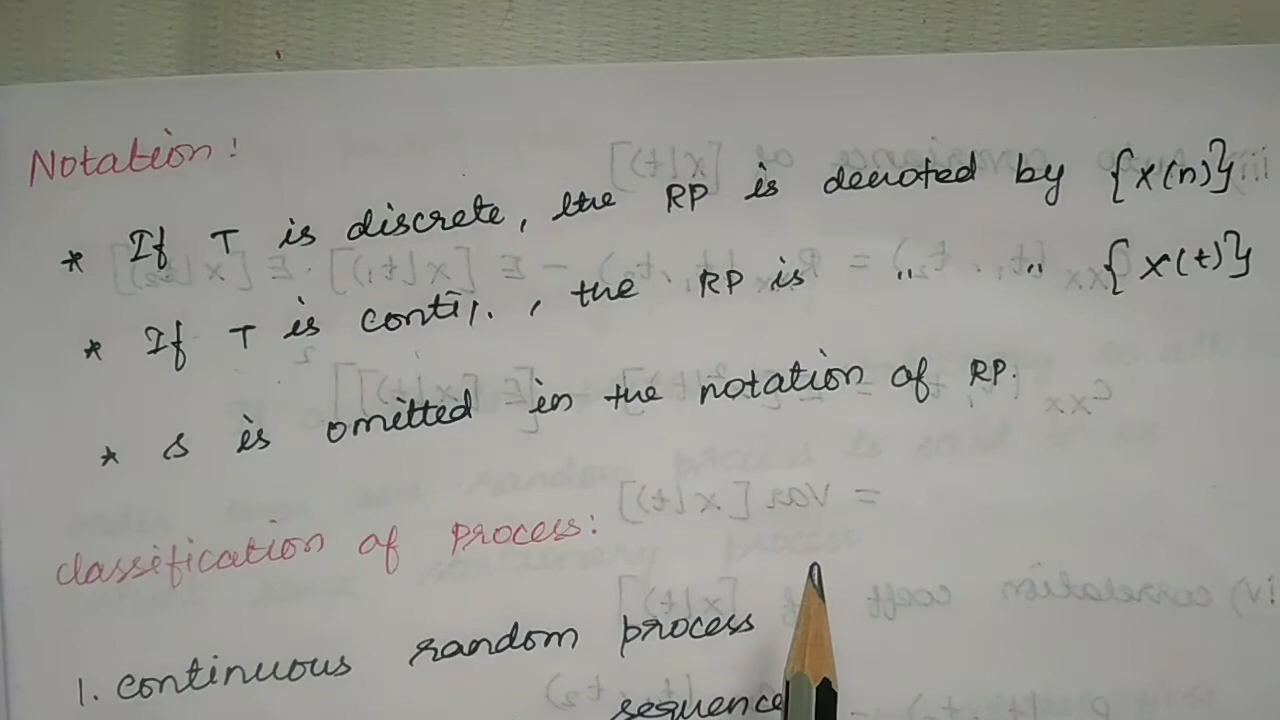 Notation:
* If T is discrete, the RP is denoted by {X(n)}
* If T is conti/., the RP is " " {X(t)}
* s is omitted in the notation of RP.
classification of process:
1. continuous random process
sequence